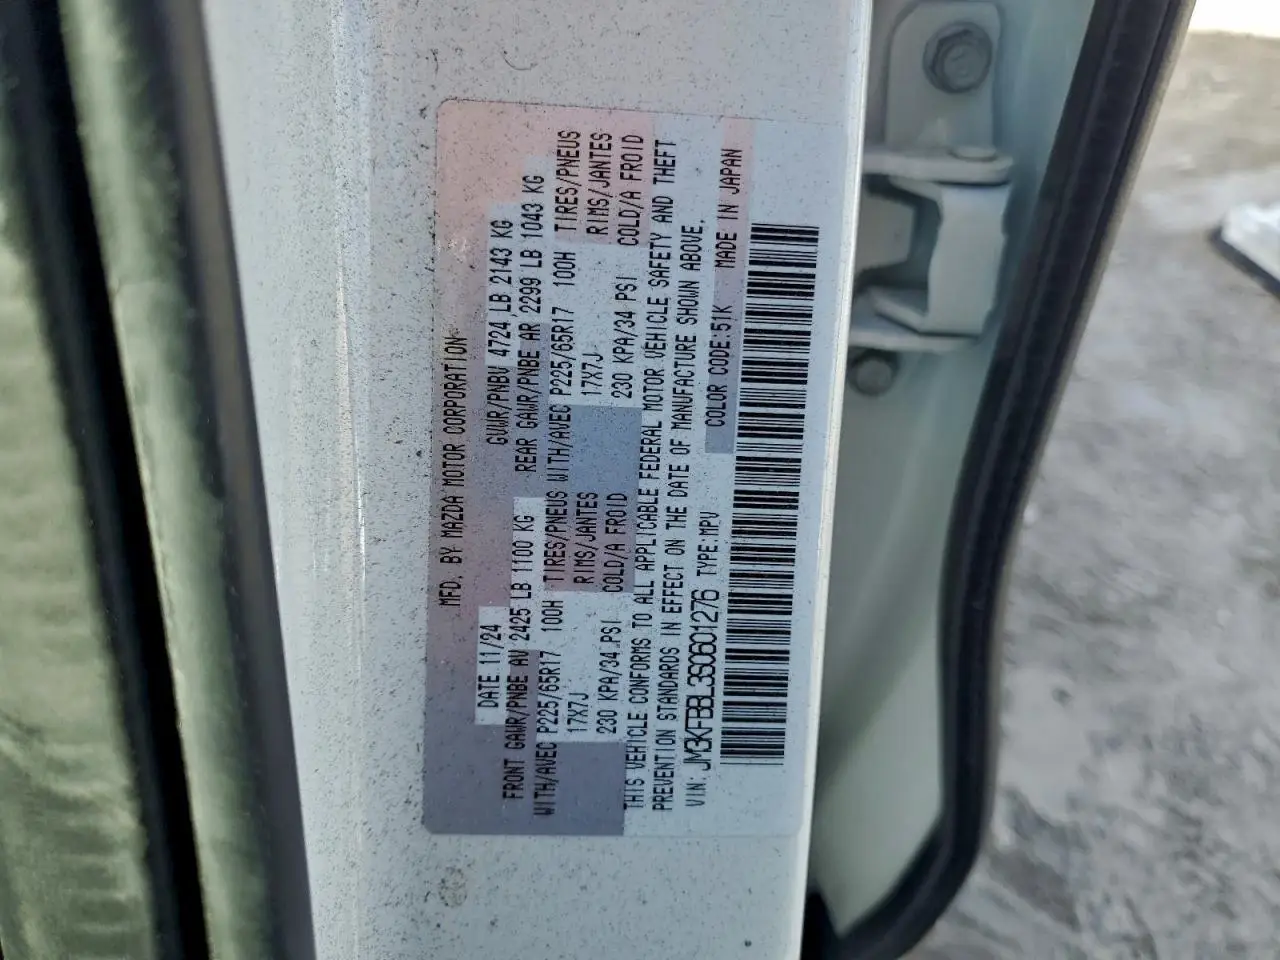 MFD. BY MAZDA MOTOR CORPORATION
DATE 11/24 GVWR/PNBV 4724 LB 2143 KG
FRONT GAWR/PNBE AV 2425 LB 1100 KG REAR GAWR/PNBE AR 2299 LB 1043 KG
WITH/AVEC P225/65R17 100H TIRES/PNEUS WITH/AVEC P225/65R17 100H TIRES/PNEUS
17X7J RIMS/JANTES 17X7J RIMS/JANTES
230 KPA/34 PSI COLD/A FROID 230 KPA/34 PSI COLD/A FROID
THIS VEHICLE CONFORMS TO ALL APPLICABLE FEDERAL MOTOR VEHICLE SAFETY AND THEFT
PREVENTION STANDARDS IN EFFECT ON THE DATE OF MANUFACTURE SHOWN ABOVE.
VIN: JM3KFBBL3S0601276 TYPE:MPV COLOR CODE:51K MADE IN JAPAN